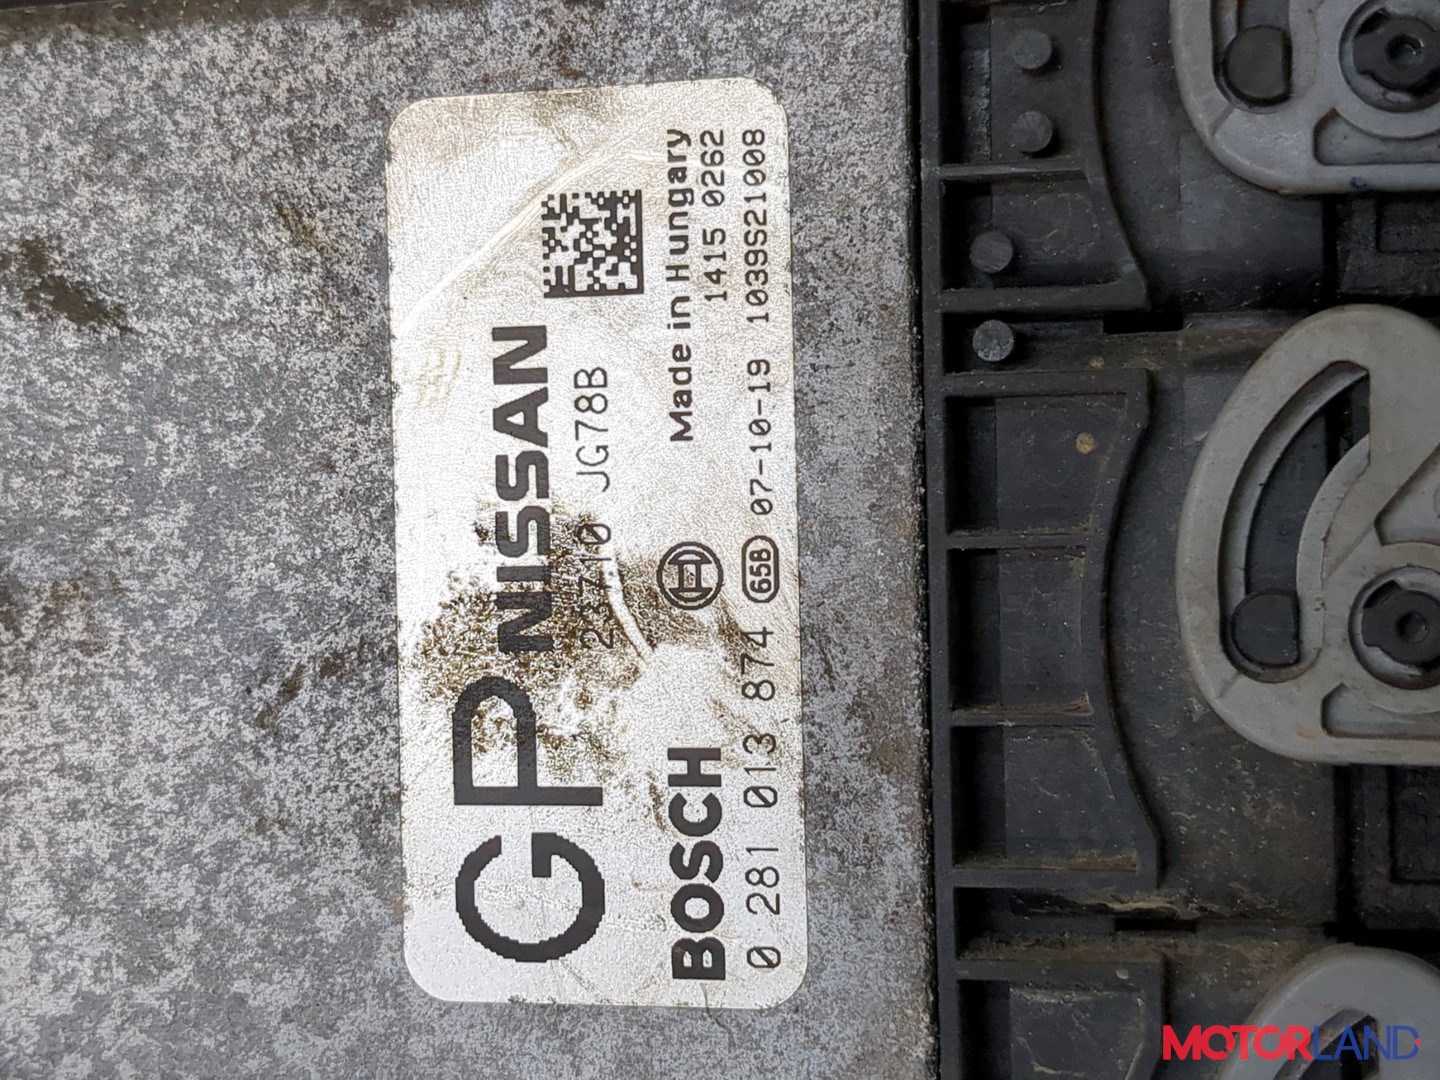 GP NISSAN
23710 JG78B
BOSCH
Made in Hungary
1415 0262
0 281 013 874 65B 07-10-19 1039S21008
MOTORLAND